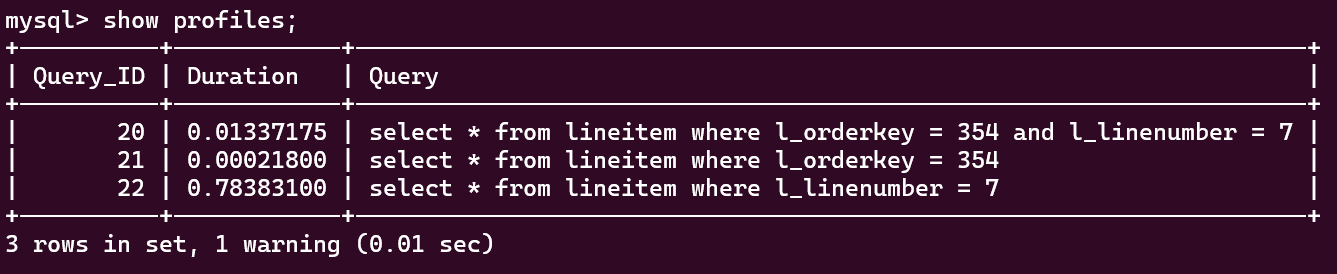 mysql> show profiles;
+----------+------------+-------------------------------------------------------------------+
| Query_ID | Duration   | Query                                                             |
+----------+------------+-------------------------------------------------------------------+
|       20 | 0.01337175 | select * from lineitem where l_orderkey = 354 and l_linenumber = 7 |
|       21 | 0.00021800 | select * from lineitem where l_orderkey = 354                     |
|       22 | 0.78383100 | select * from lineitem where l_linenumber = 7                     |
+----------+------------+-------------------------------------------------------------------+
3 rows in set, 1 warning (0.01 sec)